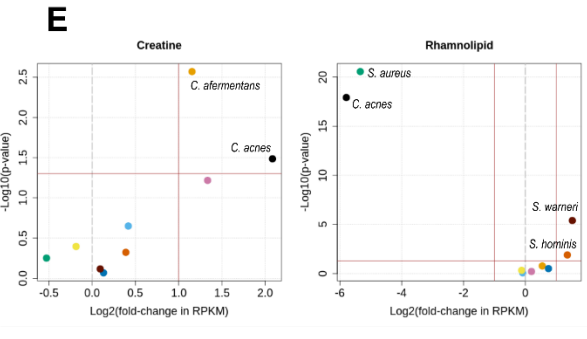 E
Creatine
C. afermentans
C. acnes
-Log10(p-value)
0.0
0.5
1.0
1.5
2.0
2.5
-0.5
0.0
0.5
1.0
1.5
2.0
Log2(fold-change in RPKM)
Rhamnolipid
S. aureus
C. acnes
S. warneri
S. hominis
-Log10(p-value)
0
5
10
15
20
-6
-4
-2
0
Log2(fold-change in RPKM)